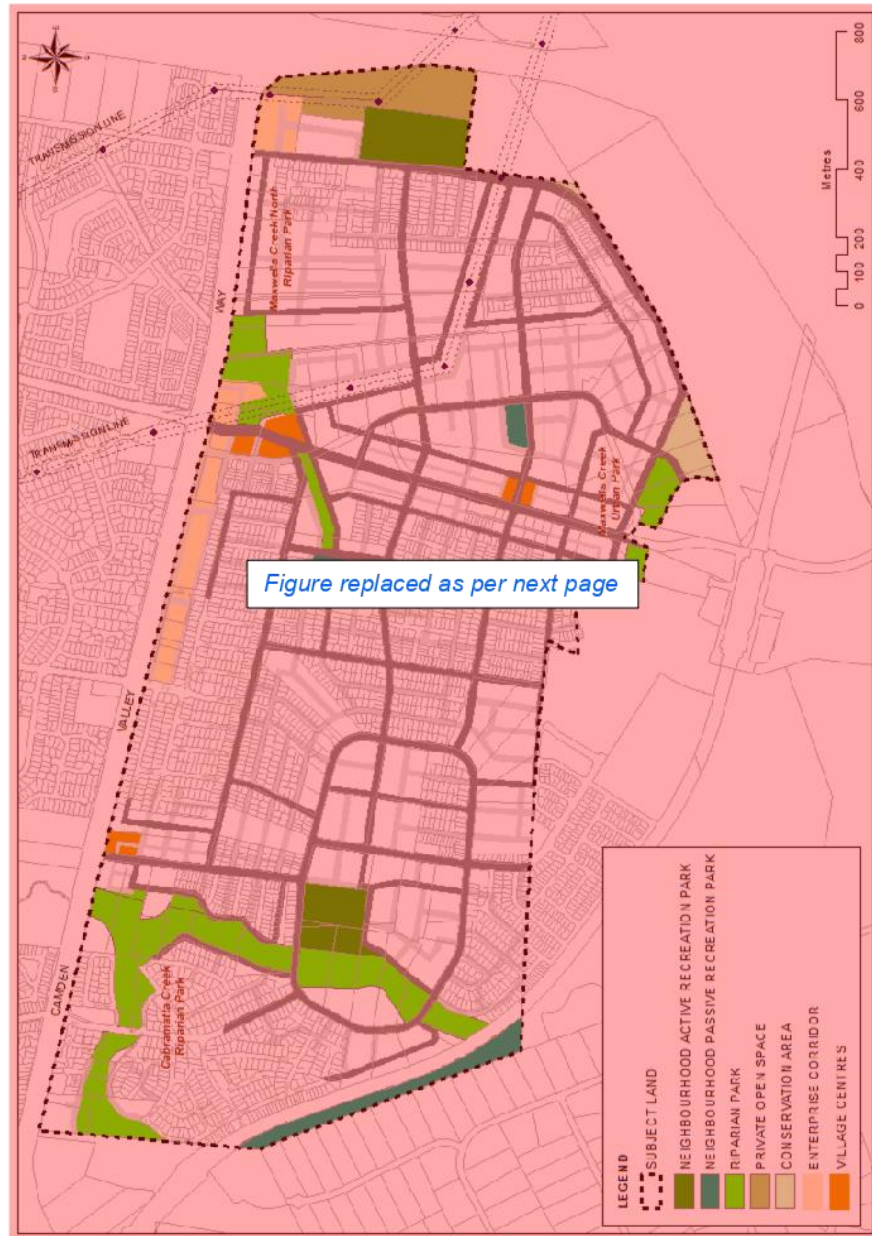 TRANSMISSION LINE
TRANSMISSION LINE
CAMDEN
VALLEY
WAY
Maxwells Creek North
Riparian Park
Maxwells Creek
Urban Park
Cabramatta Creek
Riparian Park
Figure replaced as per next page
LEGEND
SUBJECT LAND
NEIGHBOURHOOD ACTIVE RECREATION PARK
NEIGHBOURHOOD PASSIVE RECREATION PARK
RIPARIAN PARK
PRIVATE OPEN SPACE
CONSERVATION AREA
ENTERPRISE CORRIDOR
VILLAGE CENTRES
Metres
0 100 200 400 600 800